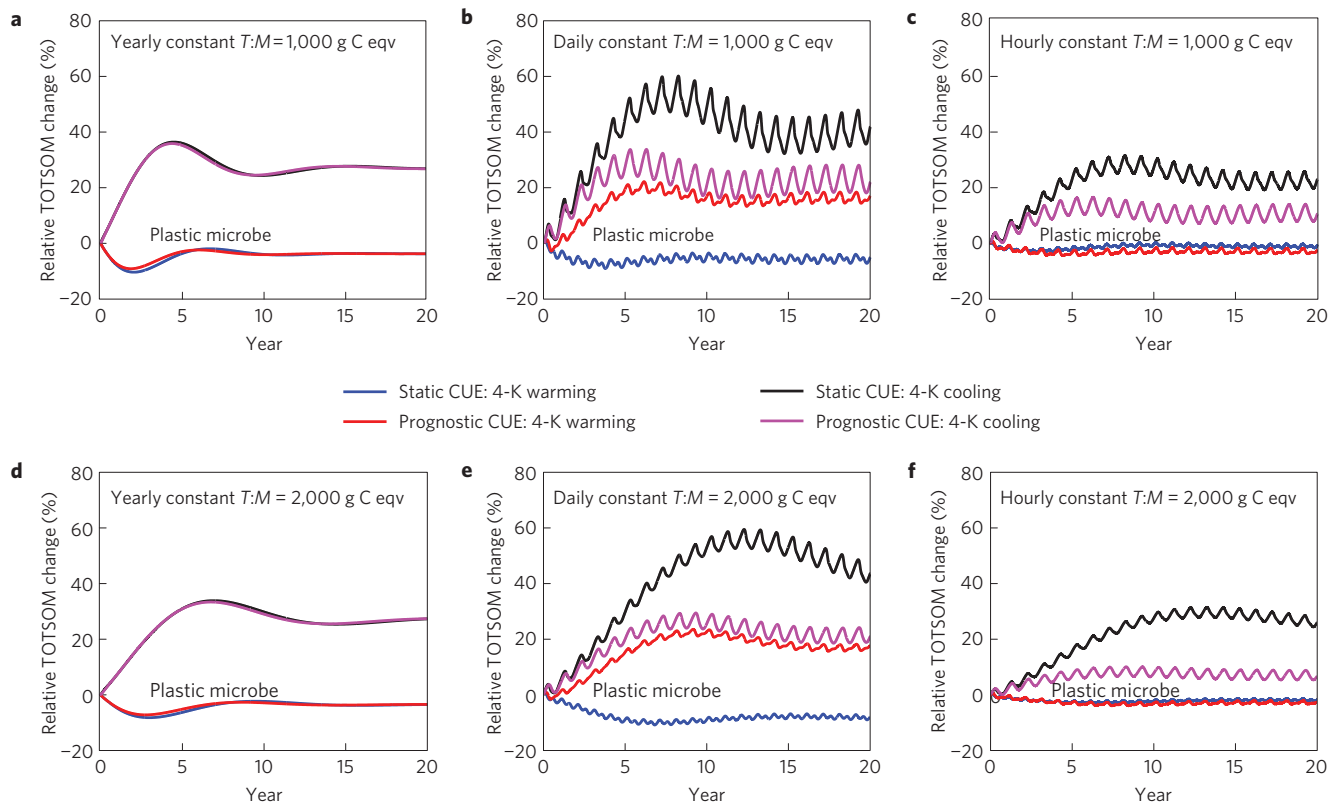 a
Yearly constant T:M = 1,000 g C eqv
Relative TOTSOM change (%)
80
60
40
20
0
−20
Plastic microbe
0 5 10 15 20
Year
b
Daily constant T:M = 1,000 g C eqv
Relative TOTSOM change (%)
80
60
40
20
0
−20
Plastic microbe
0 5 10 15 20
Year
c
Hourly constant T:M = 1,000 g C eqv
Relative TOTSOM change (%)
80
60
40
20
0
−20
Plastic microbe
0 5 10 15 20
Year
Static CUE: 4-K warming
Static CUE: 4-K cooling
Prognostic CUE: 4-K warming
Prognostic CUE: 4-K cooling
d
Yearly constant T:M = 2,000 g C eqv
Relative TOTSOM change (%)
80
60
40
20
0
−20
Plastic microbe
0 5 10 15 20
Year
e
Daily constant T:M = 2,000 g C eqv
Relative TOTSOM change (%)
80
60
40
20
0
−20
Plastic microbe
0 5 10 15 20
Year
f
Hourly constant T:M = 2,000 g C eqv
Relative TOTSOM change (%)
80
60
40
20
0
−20
Plastic microbe
0 5 10 15 20
Year